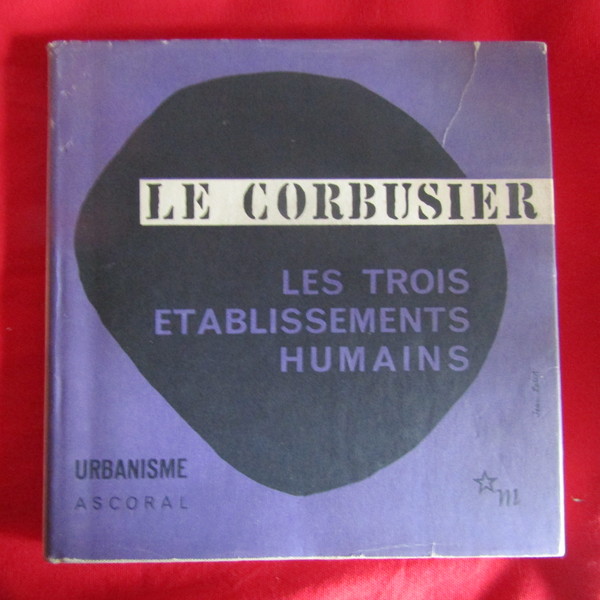 LE CORBUSIER
LES TROIS
ETABLISSEMENTS
HUMAINS
URBANISME
ASCORAL
m